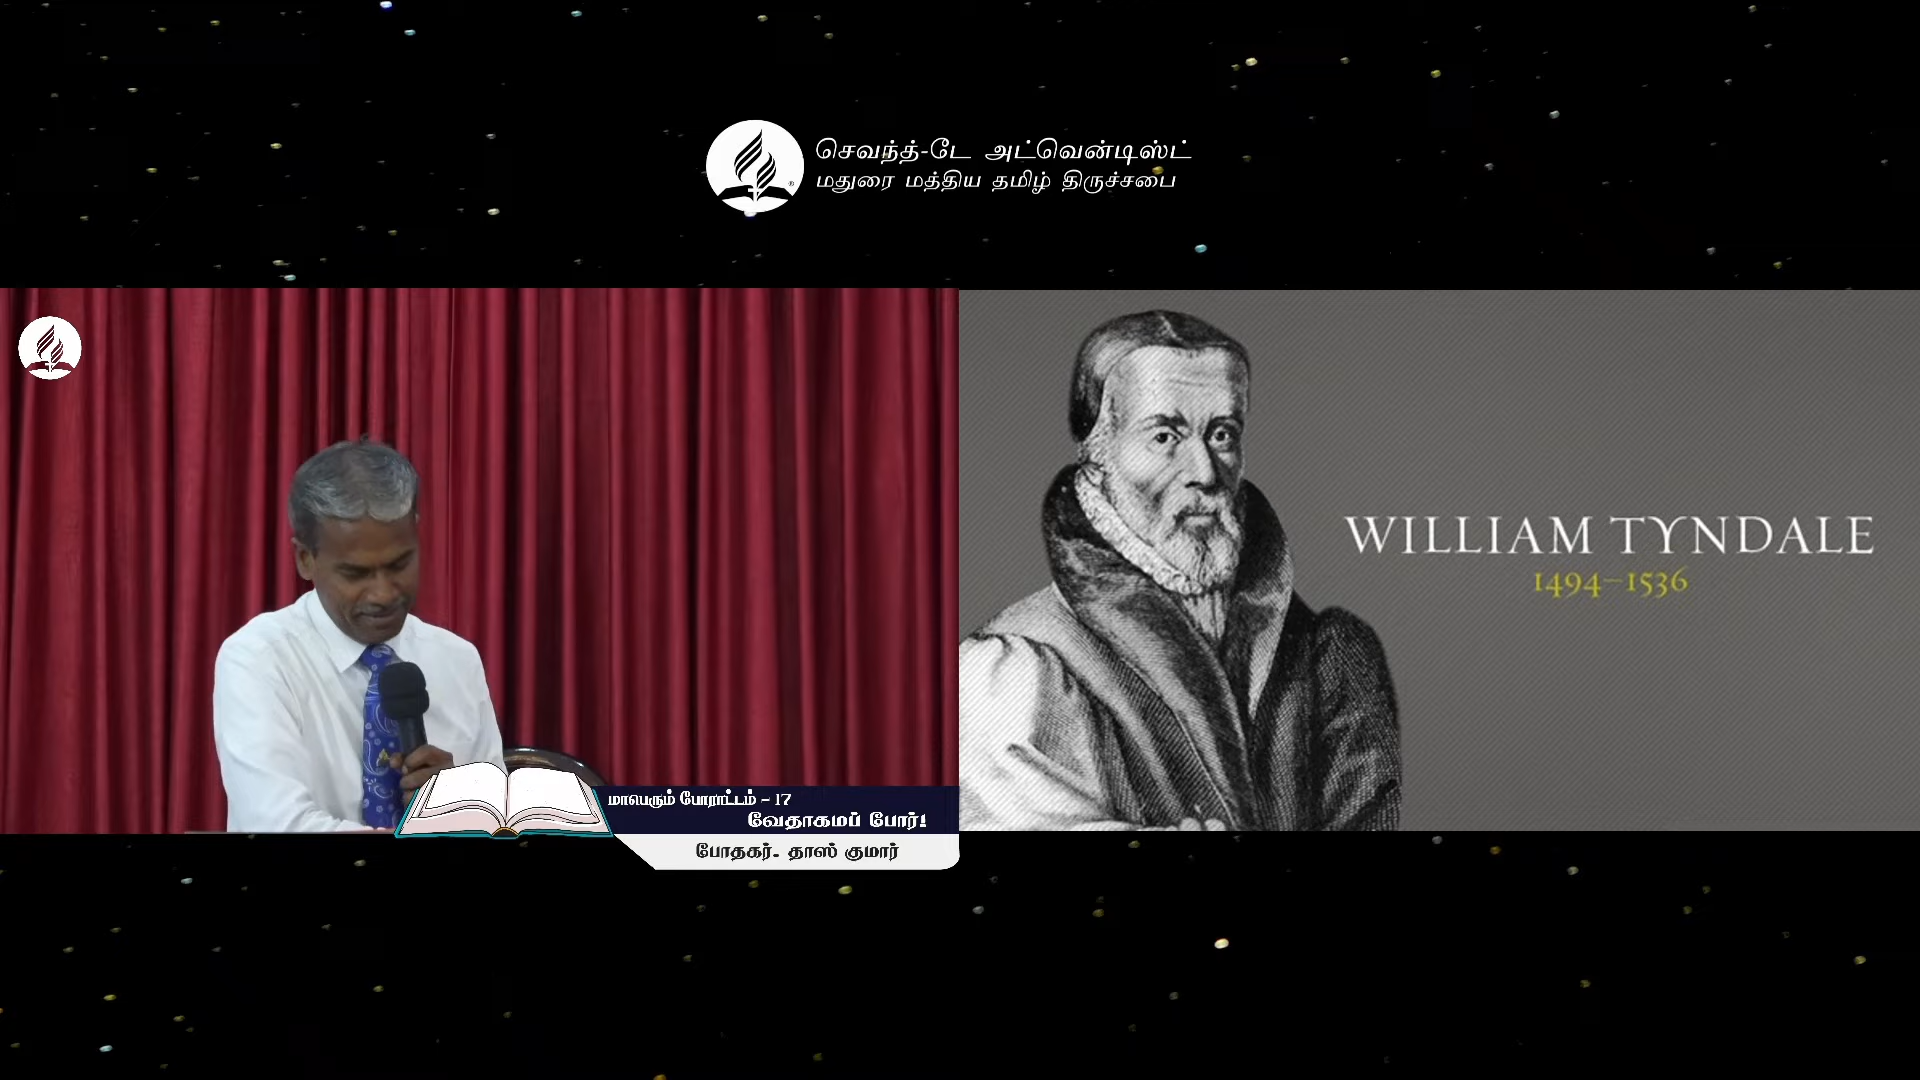 செவந்த்-டே அட்வென்டிஸ்ட்
மதுரை மத்திய தமிழ் திருச்சபை
WILLIAM TYNDALE
1494–1536
மாபெரும் போராட்டம் – 17
வேதாகமப் போர்!
போதகர். தாஸ் குமார்